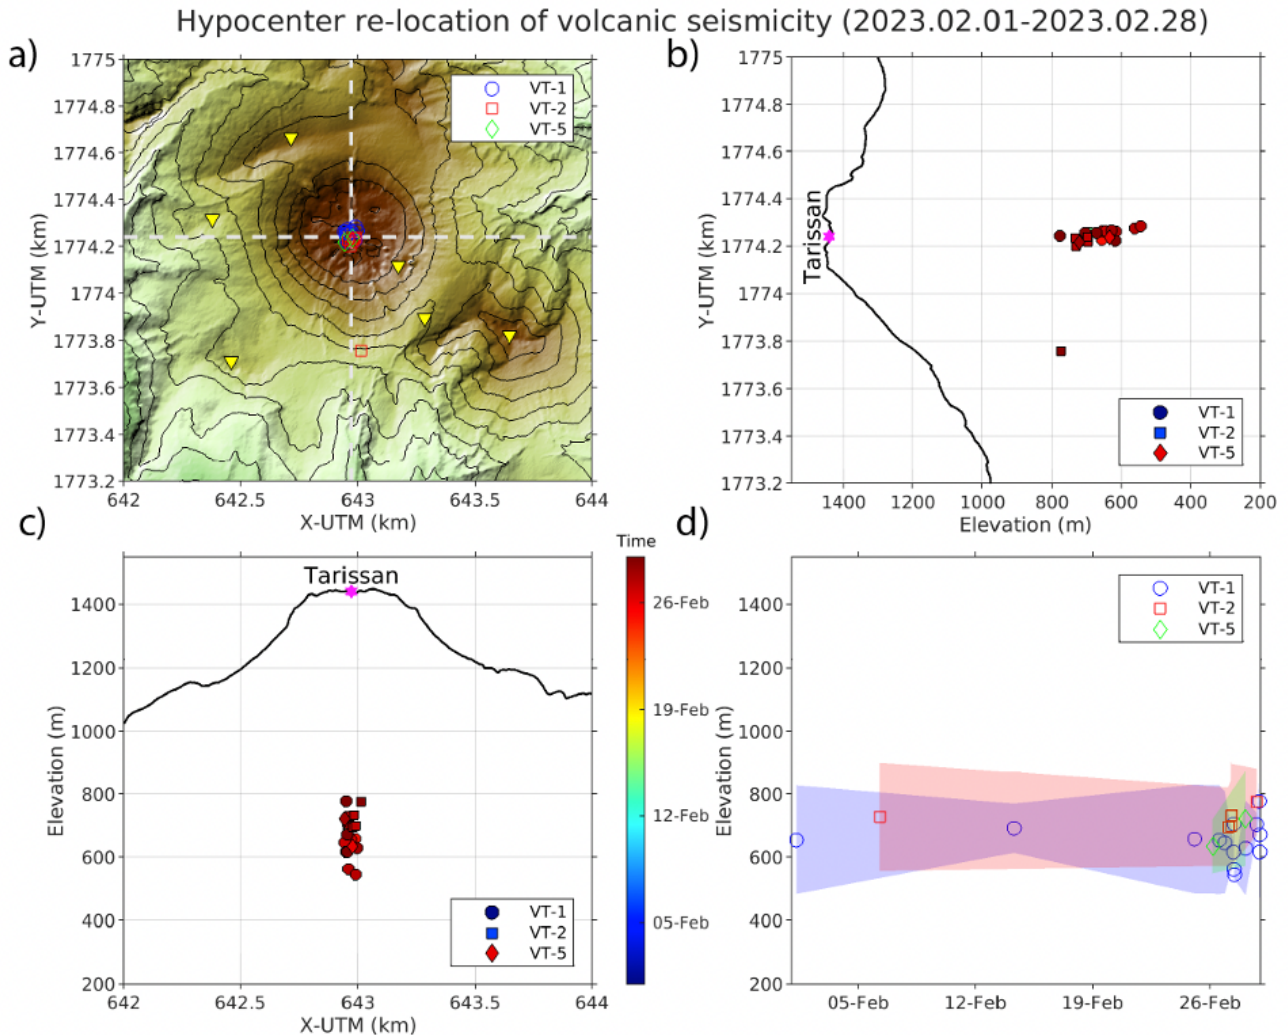 Hypocenter re-location of volcanic seismicity (2023.02.01-2023.02.28)
a)
1775
1774.8
1774.6
1774.4
1774.2
1774
1773.8
1773.6
1773.4
1773.2
Y-UTM (km)
642
642.5
643
643.5
644
X-UTM (km)
VT-1
VT-2
VT-5
b)
1775
1774.8
1774.6
1774.4
1774.2
1774
1773.8
1773.6
1773.4
1773.2
Y-UTM (km)
Tarissan
1400
1200
1000
800
600
400
200
Elevation (m)
VT-1
VT-2
VT-5
c)
1400
1200
1000
800
600
400
200
Elevation (m)
Tarissan
642
642.5
643
643.5
644
X-UTM (km)
VT-1
VT-2
VT-5
Time
26-Feb
19-Feb
12-Feb
05-Feb
d)
1400
1200
1000
800
600
400
200
Elevation (m)
05-Feb
12-Feb
19-Feb
26-Feb
VT-1
VT-2
VT-5